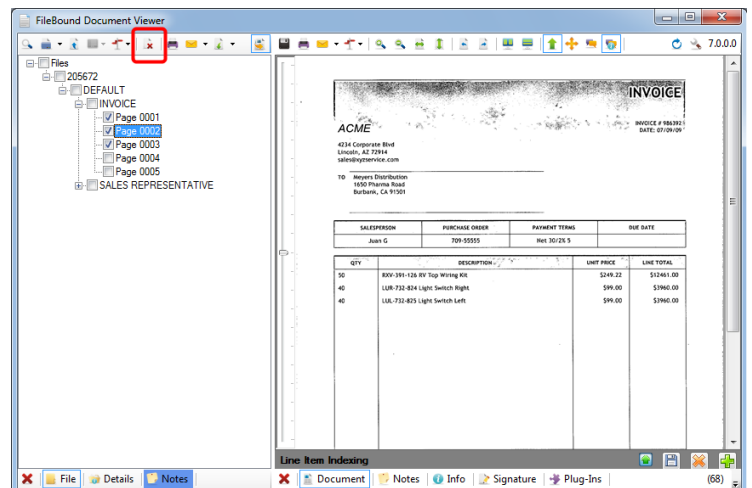 FileBound Document Viewer
7.0.0.0
Files
205672
DEFAULT
INVOICE
Page 0001
Page 0002
Page 0003
Page 0004
Page 0005
SALES REPRESENTATIVE
INVOICE
ACME
INVOICE # 986392
DATE: 07/09/09
4234 Corporate Blvd
Lincoln, AZ 72914
sales@xyzservice.com
TO Meyers Distribution
1650 Pharma Road
Burbank, CA 91501
SALESPERSON PURCHASE ORDER PAYMENT TERMS DUE DATE
Juan G 709-55555 Net 30/2% 5
QTY DESCRIPTION UNIT PRICE LINE TOTAL
50 RXV-391-126 RV Top Wiring Kit $249.22 $12461.00
40 LUR-732-824 Light Switch Right $99.00 $3960.00
40 LUL-732-825 Light Switch Left $99.00 $3960.00
Line Item Indexing
File Details Notes Document Notes Info Signature Plug-Ins (68)